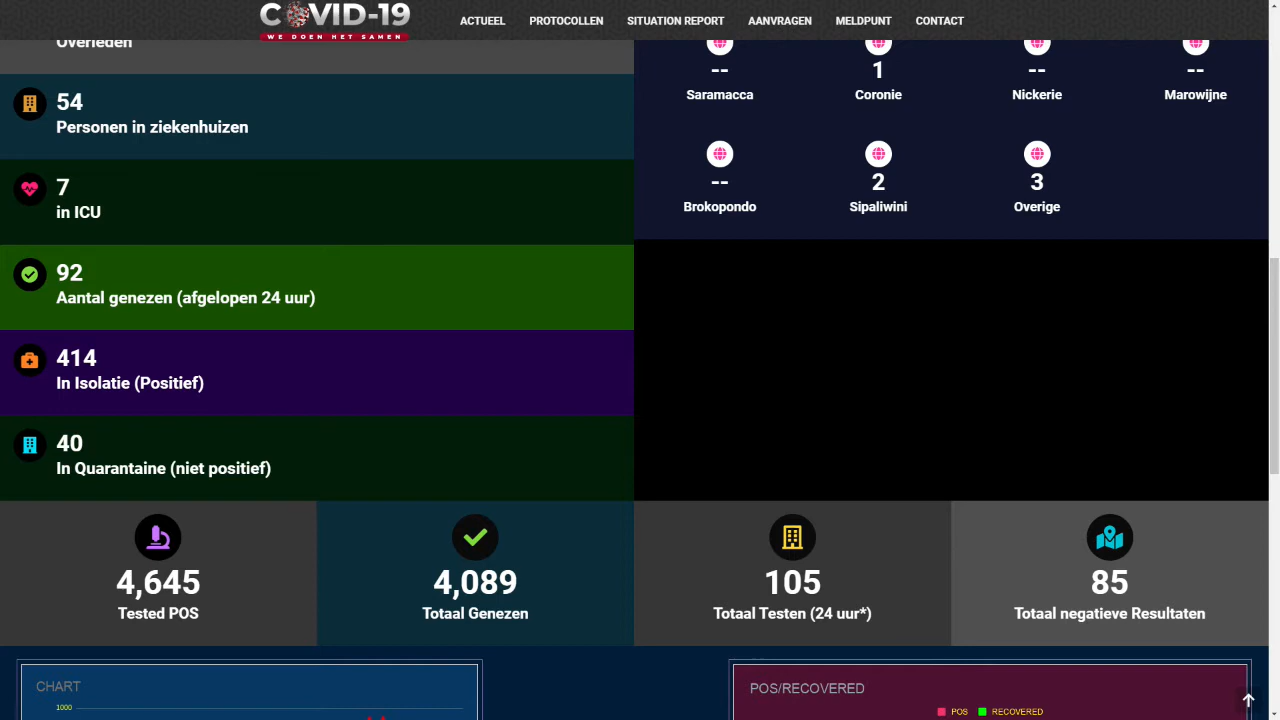 COVID-19
WE DOEN HET SAMEN
ACTUEEL PROTOCOLLEN SITUATION REPORT AANVRAGEN MELDPUNT CONTACT
Overleden
54
Personen in ziekenhuizen
7
in ICU
92
Aantal genezen (afgelopen 24 uur)
414
In Isolatie (Positief)
40
In Quarantaine (niet positief)
--
Saramacca
1
Coronie
--
Nickerie
--
Marowijne
--
Brokopondo
2
Sipaliwini
3
Overige
4,645
Tested POS
4,089
Totaal Genezen
105
Totaal Testen (24 uur*)
85
Totaal negatieve Resultaten
CHART
1000
POS/RECOVERED
POS RECOVERED